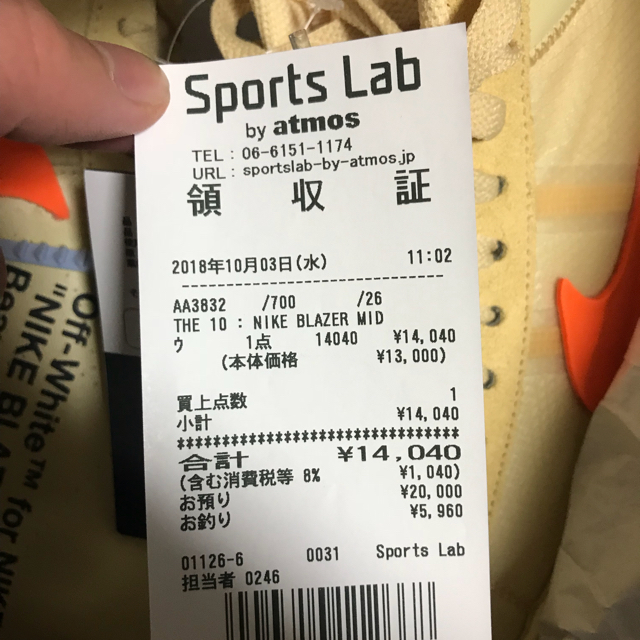 Sports Lab
by atmos
TEL : 06-6151-1174
URL : sportslab-by-atmos.jp
領 収 証
2018年10月03日(水) 11:02
AA3832 /700 /26
THE 10 : NIKE BLAZER MID
ウ 1点 14040 ¥14,040
(本体価格 ¥13,000)
買上点数 1
小計 ¥14,040
***********************************
合計 ¥14,040
(含む消費税等 8% ¥1,040)
お預り ¥20,000
お釣り ¥5,960
01126-6 0031 Sports Lab
担当者 0246
Off-White ™ for NIKE
"NIKE BLAZ